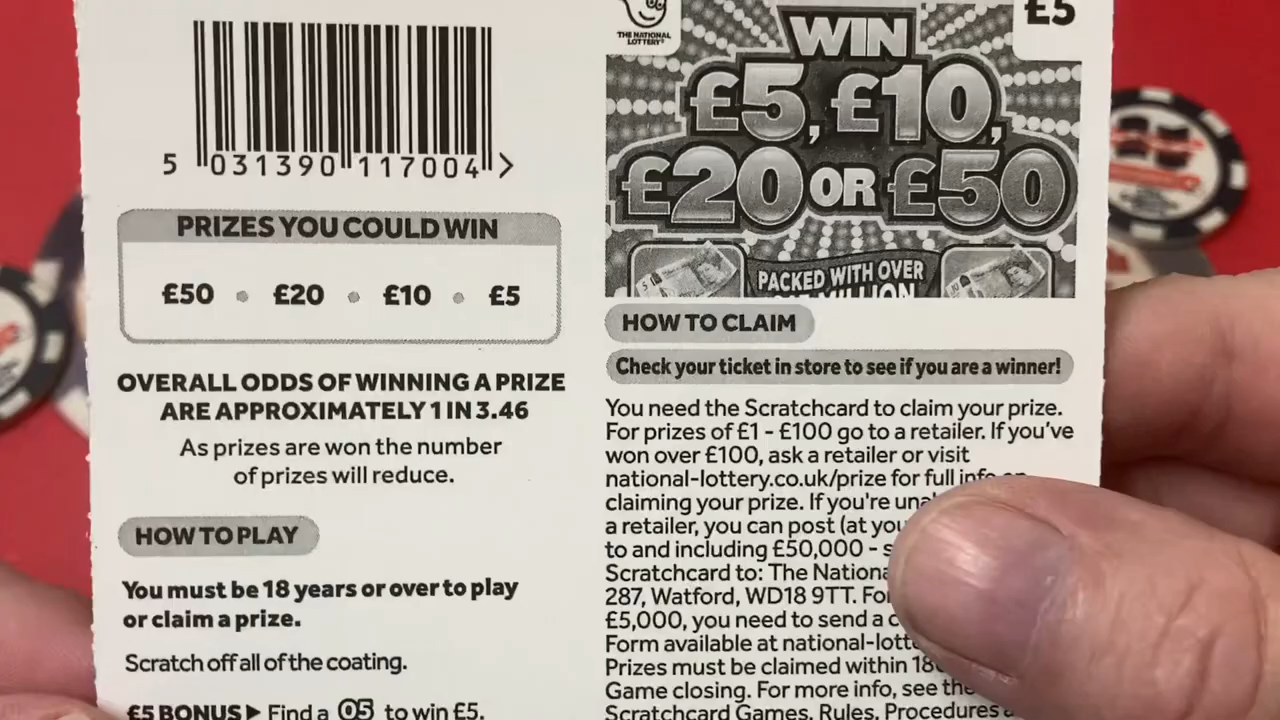 5 031390 117004 >
PRIZES YOU COULD WIN
£50 • £20 • £10 • £5
OVERALL ODDS OF WINNING A PRIZE
ARE APPROXIMATELY 1 IN 3.46
As prizes are won the number
of prizes will reduce.
HOW TO PLAY
You must be 18 years or over to play
or claim a prize.
Scratch off all of the coating.
£5 BONUS ▶ Find a 05 to win £5.
THE NATIONAL
LOTTERY®
£5
WIN
£5, £10,
£20 OR £50
PACKED WITH OVER
MILLION
HOW TO CLAIM
Check your ticket in store to see if you are a winner!
You need the Scratchcard to claim your prize.
For prizes of £1 - £100 go to a retailer. If you've
won over £100, ask a retailer or visit
national-lottery.co.uk/prize for full info
claiming your prize. If you're
a retailer, you can post (at
to and including £50,000 -
Scratchcard to: The
287, Watford, WD18 9TT.
£5,000, you need to send a
Form available at
Prizes must be claimed within
Game closing. For more info, see the
Scratchcard Games, Rules, Procedures